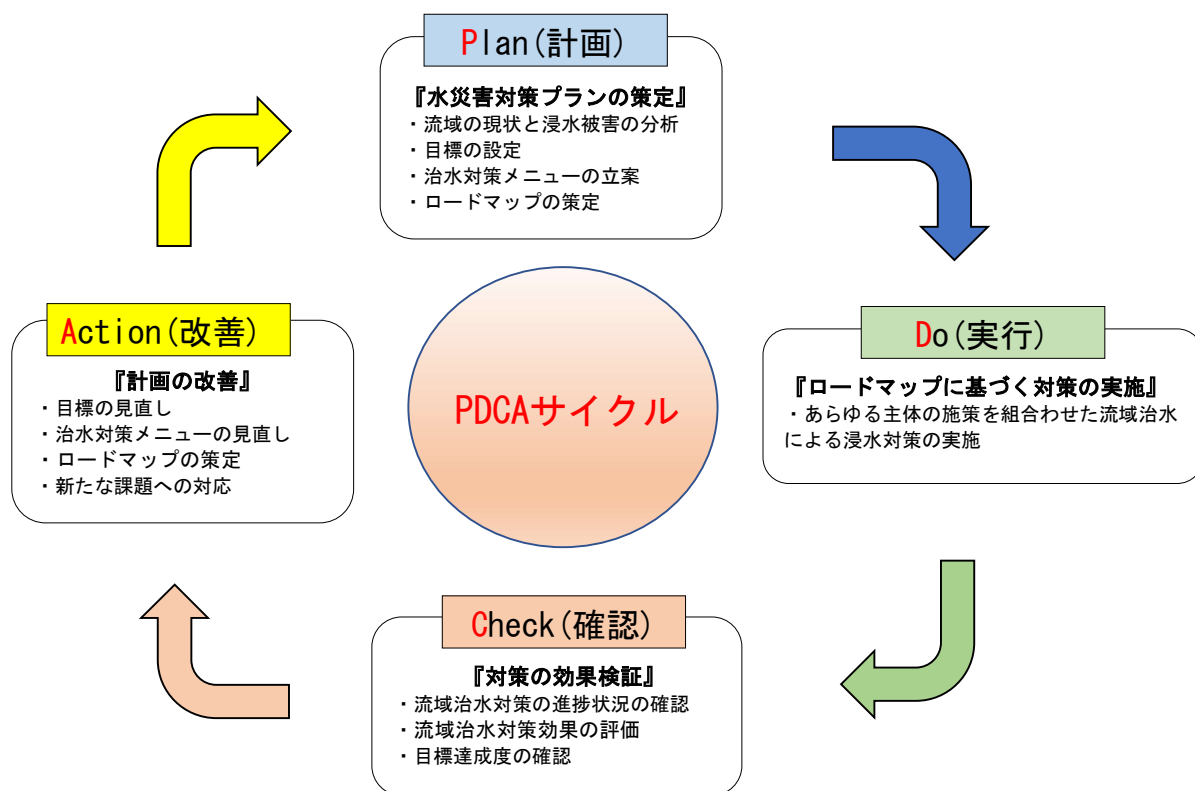 Plan(計画)
『水災害対策プランの策定』
・流域の現状と浸水被害の分析
・目標の設定
・治水対策メニューの立案
・ロードマップの策定
Do(実行)
『ロードマップに基づく対策の実施』
・あらゆる主体の施策を組合わせた流域治水
による浸水対策の実施
Check(確認)
『対策の効果検証』
・流域治水対策の進捗状況の確認
・流域治水対策効果の評価
・目標達成度の確認
Action(改善)
『計画の改善』
・目標の見直し
・治水対策メニューの見直し
・ロードマップの策定
・新たな課題への対応
PDCAサイクル